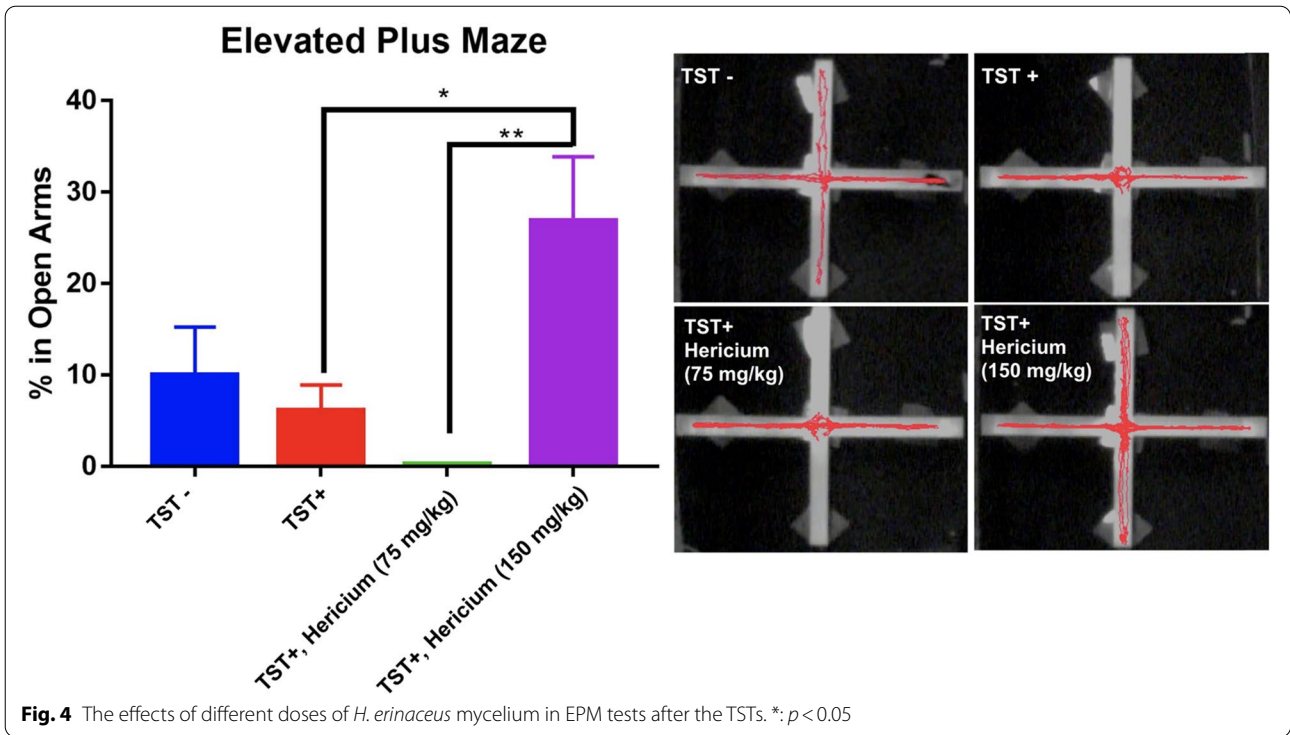 Elevated Plus Maze
% in Open Arms
40
30
20
10
0
*
**
TST -
TST+
TST+, Hericium (75 mg/kg)
TST+, Hericium (150 mg/kg)
TST -
TST +
TST+
Hericium
(75 mg/kg)
TST+
Hericium
(150 mg/kg)
Fig. 4 The effects of different doses of H. erinaceus mycelium in EPM tests after the TSTs. *: p < 0.05